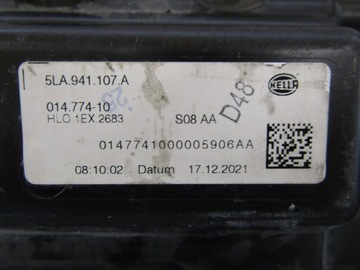 5LA.941.107.A
HELLA
014.774-10
25
HLO 1EX 2683
S08 AA
D48
0147741000005906AA
08:10:02 Datum 17.12.2021